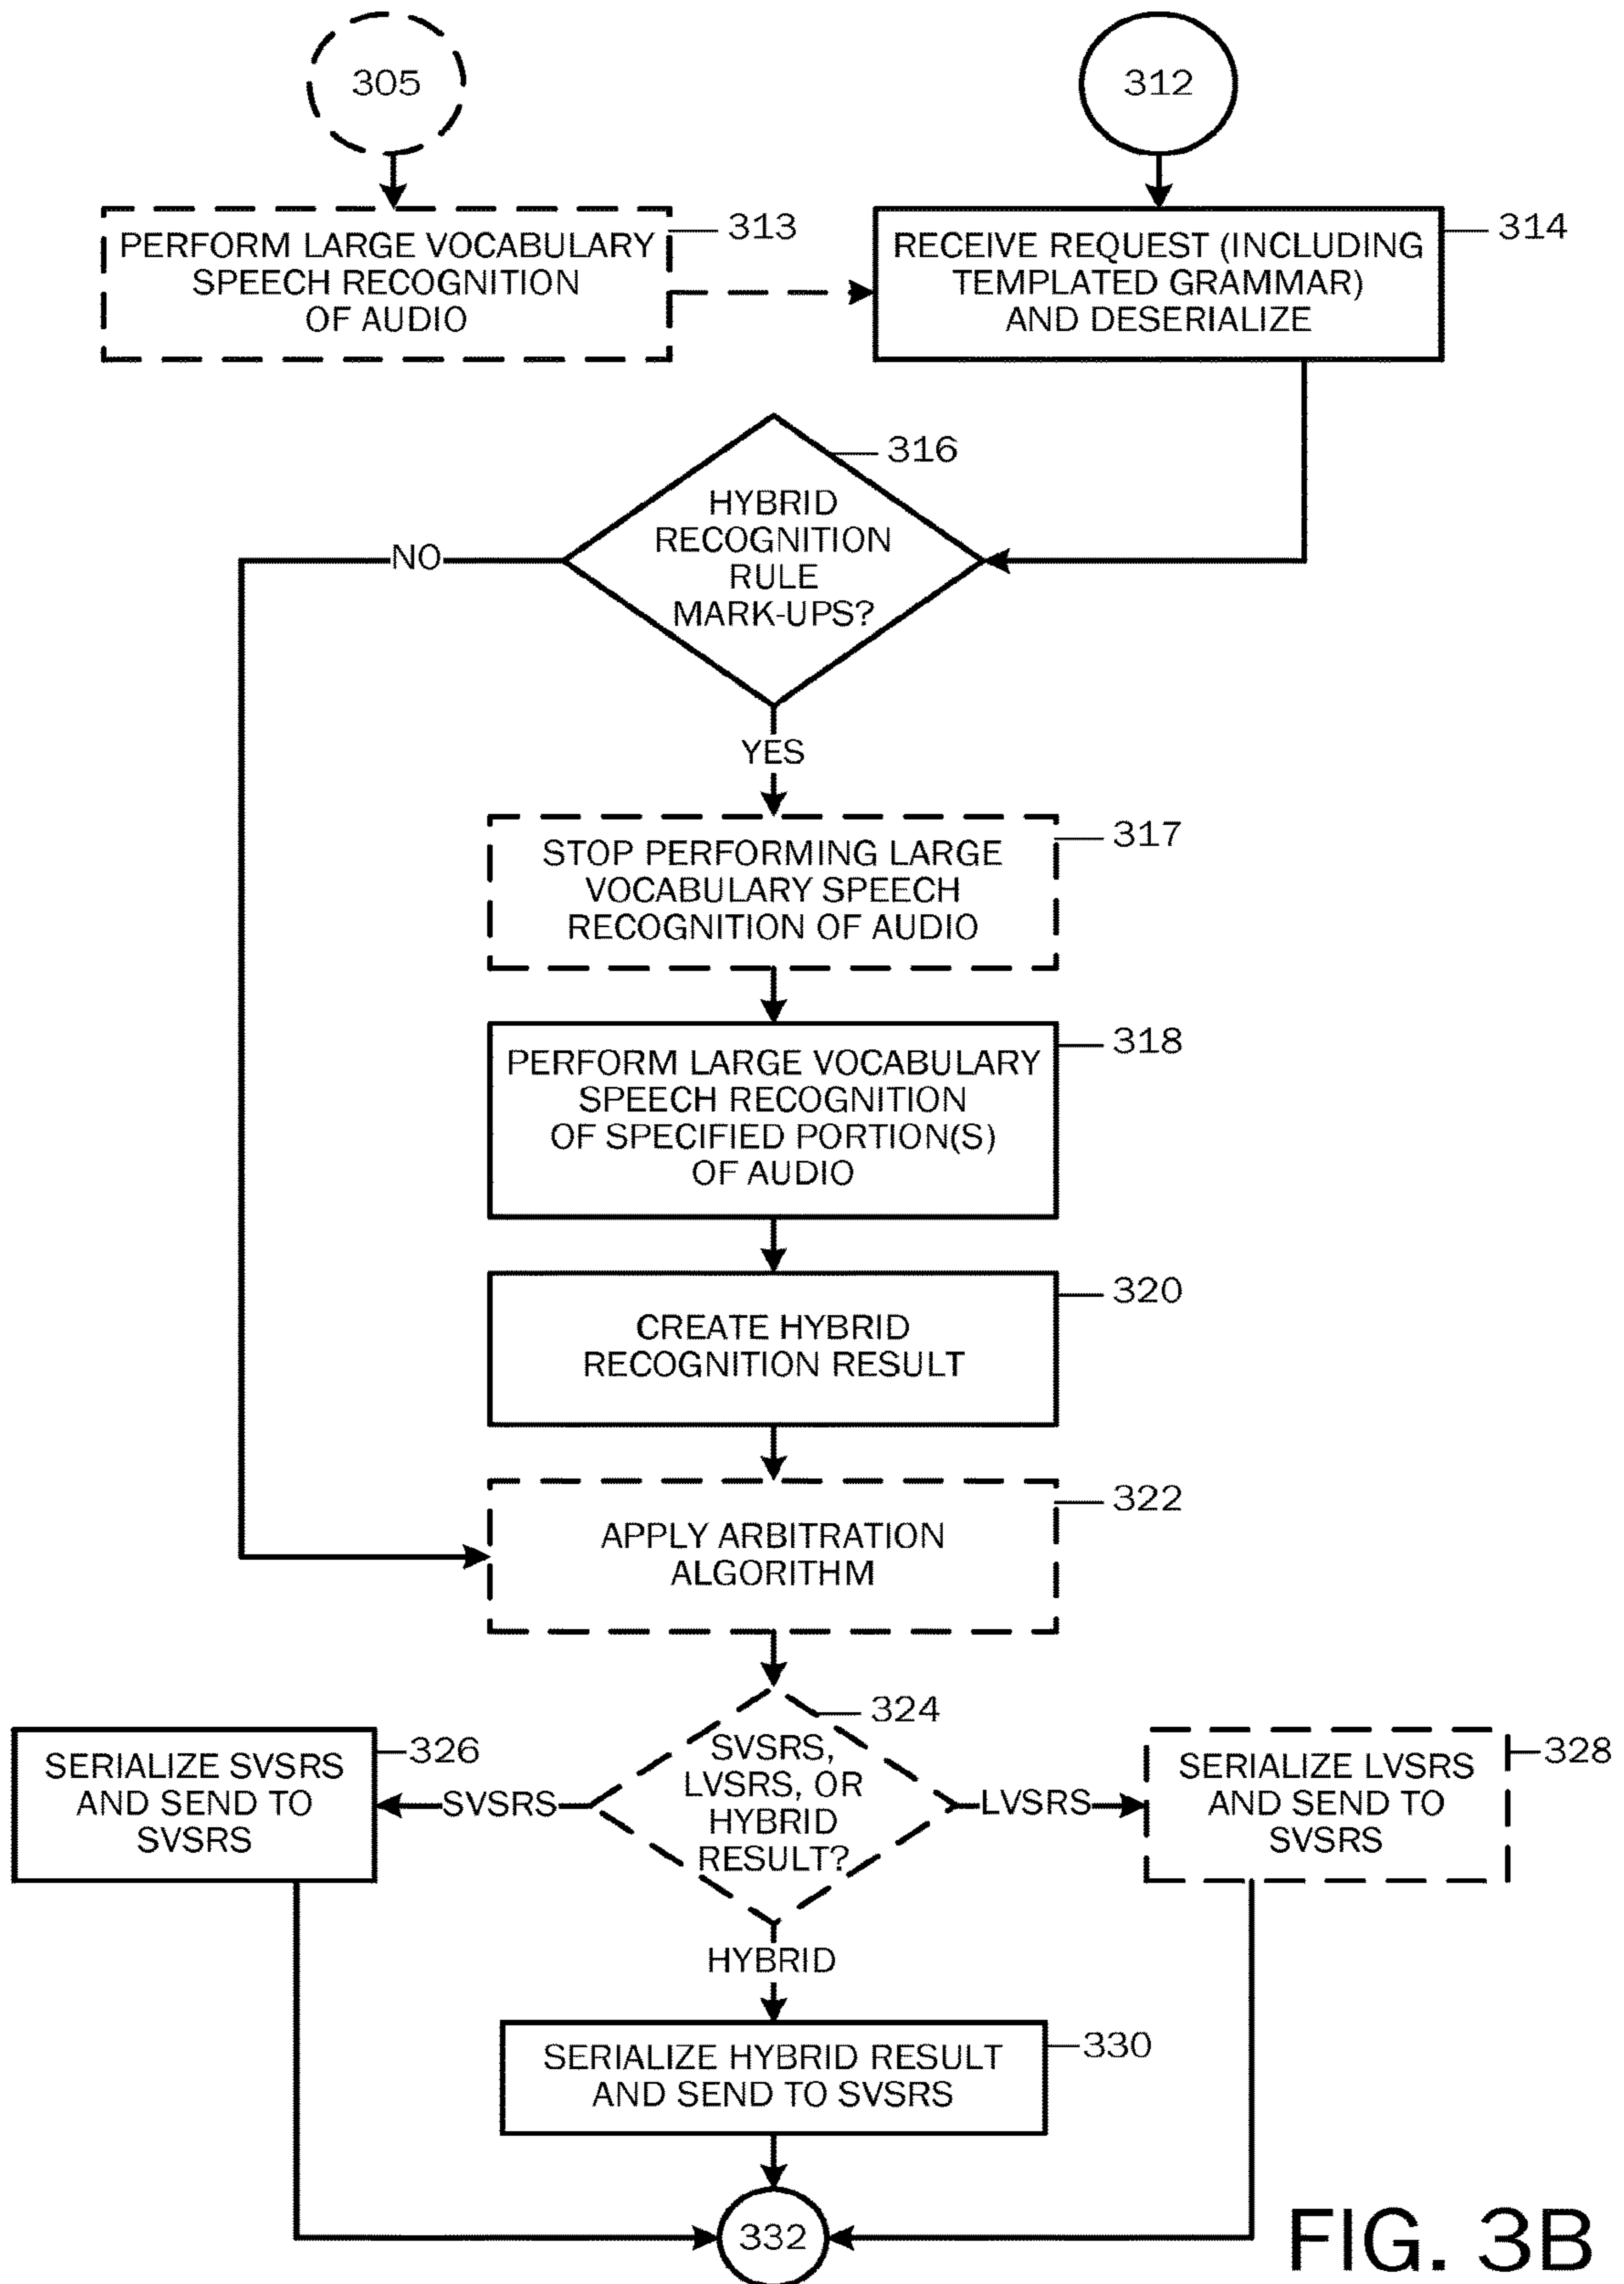 305
312
PERFORM LARGE VOCABULARY
SPEECH RECOGNITION
OF AUDIO
313
RECEIVE REQUEST (INCLUDING
TEMPLATED GRAMMAR)
AND DESERIALIZE
314
316
HYBRID
RECOGNITION
RULE
MARK-UPS?
NO
YES
STOP PERFORMING LARGE
VOCABULARY SPEECH
RECOGNITION OF AUDIO
317
PERFORM LARGE VOCABULARY
SPEECH RECOGNITION
OF SPECIFIED PORTION(S)
OF AUDIO
318
CREATE HYBRID
RECOGNITION RESULT
320
APPLY ARBITRATION
ALGORITHM
322
324
SVSRS,
LVSRS, OR
HYBRID
RESULT?
SERIALIZE SVSRS
AND SEND TO
SVSRS
326
SVSRS
LVSRS
SERIALIZE LVSRS
AND SEND TO
SVSRS
328
HYBRID
SERIALIZE HYBRID RESULT
AND SEND TO SVSRS
330
332
FIG. 3B